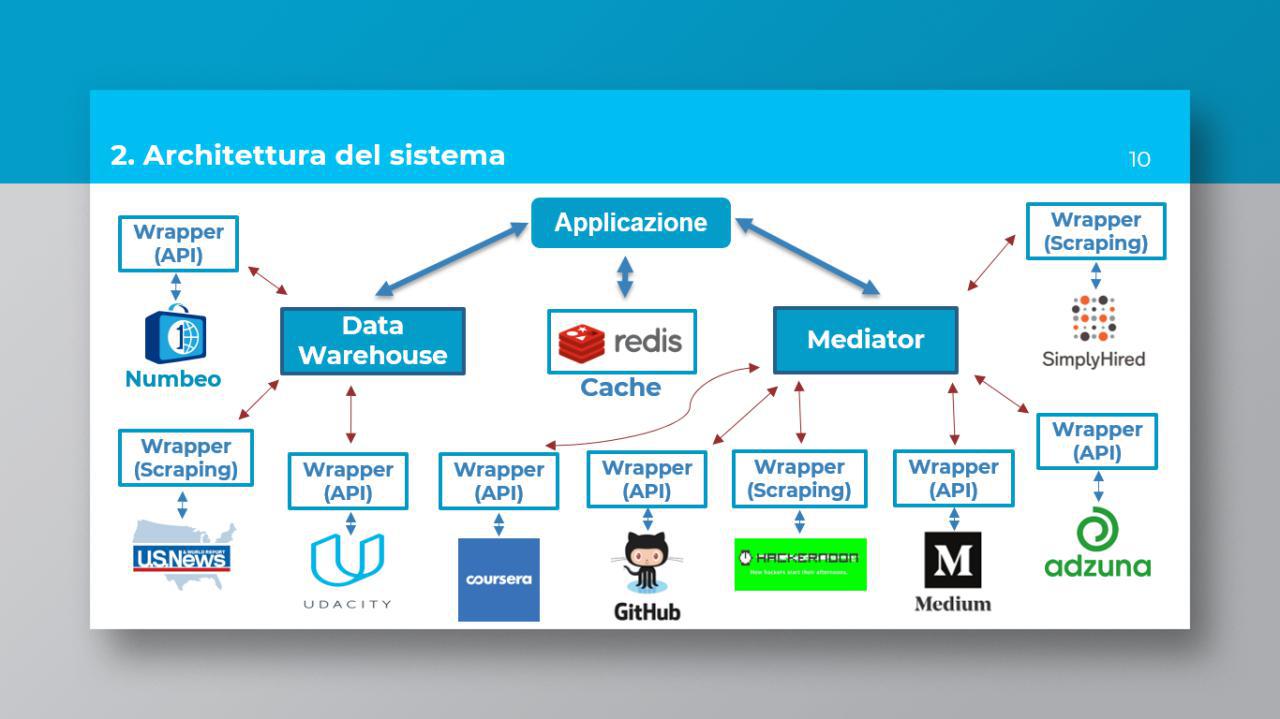 2. Architettura del sistema
10
Applicazione
Wrapper
(API)
Wrapper
(Scraping)
Numbeo
Data
Warehouse
redis
Cache
Mediator
SimplyHired
Wrapper
(Scraping)
Wrapper
(API)
Wrapper
(API)
Wrapper
(API)
Wrapper
(Scraping)
Wrapper
(API)
Wrapper
(API)
U.S.News
& WORLD REPORT
UDACITY
coursera
GitHub
HACKERNOON
How hackers start their afternoons.
M
Medium
adzuna